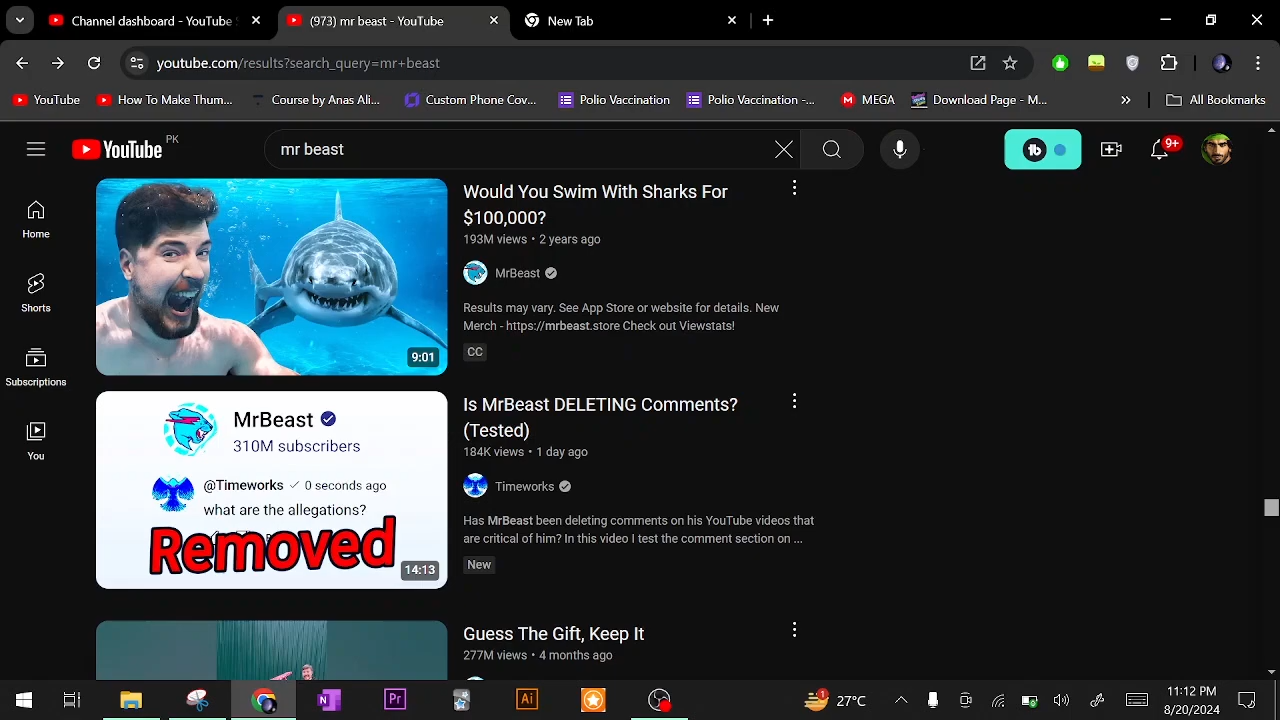 Channel dashboard - YouTube
(973) mr beast - YouTube
New Tab
youtube.com/results?search_query=mr+beast
YouTube
How To Make Thum...
Course by Anas Ali...
Custom Phone Cov...
Polio Vaccination
Polio Vaccination -...
MEGA
Download Page - M...
All Bookmarks
YouTube PK
mr beast
9+
Home
Shorts
Subscriptions
You
9:01
Would You Swim With Sharks For
$100,000?
193M views • 2 years ago
MrBeast
Results may vary. See App Store or website for details. New
Merch - https://mrbeast.store Check out Viewstats!
CC
MrBeast
310M subscribers
@Timeworks ✓ 0 seconds ago
what are the allegations?
Removed
14:13
Is MrBeast DELETING Comments?
(Tested)
184K views • 1 day ago
Timeworks
Has MrBeast been deleting comments on his YouTube videos that
are critical of him? In this video I test the comment section on ...
New
Guess The Gift, Keep It
277M views • 4 months ago
N
Pr
Ai
1
27°C
11:12 PM
8/20/2024